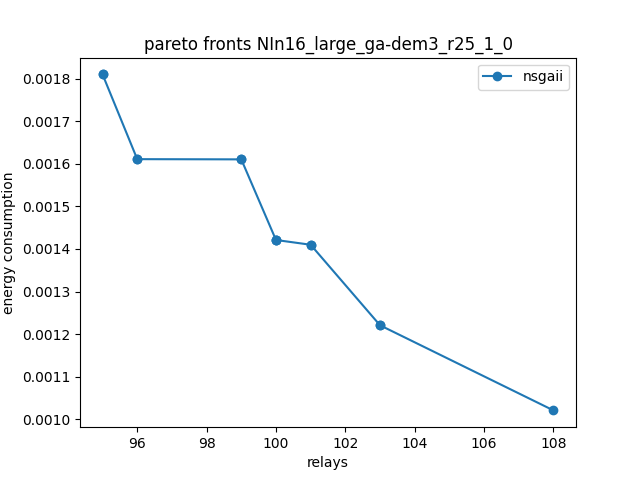 pareto fronts NIn16_large_ga-dem3_r25_1_0
nsgaii
energy consumption
0.0018
0.0017
0.0016
0.0015
0.0014
0.0013
0.0012
0.0011
0.0010
96 98 100 102 104 106 108
relays